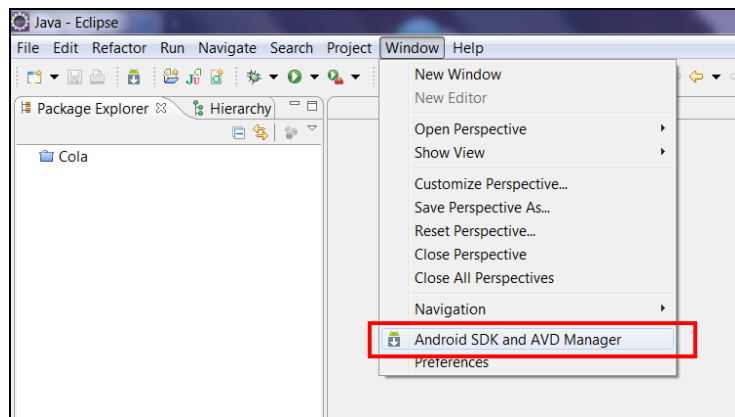 Java - Eclipse
File Edit Refactor Run Navigate Search Project Window Help
Package Explorer Hierarchy
Cola
New Window
New Editor
Open Perspective
Show View
Customize Perspective...
Save Perspective As...
Reset Perspective...
Close Perspective
Close All Perspectives
Navigation
Android SDK and AVD Manager
Preferences